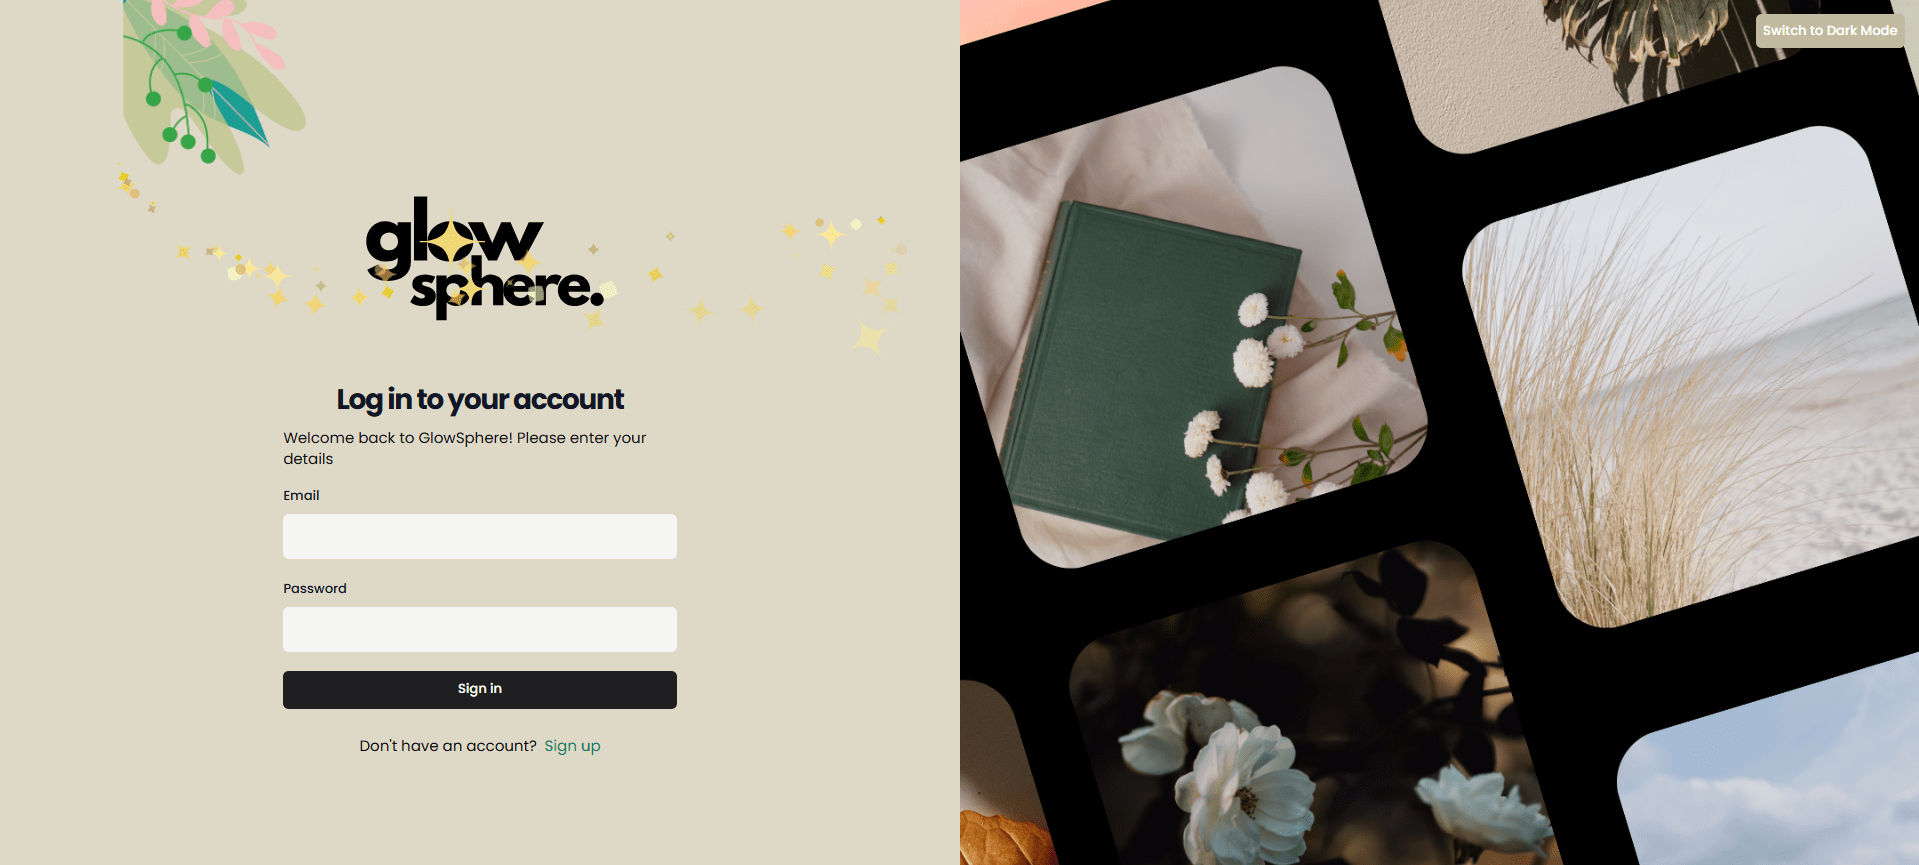 glow
sphere.
Switch to Dark Mode
Log in to your account
Welcome back to GlowSphere! Please enter your
details
Email
Password
Sign in
Don't have an account? Sign up